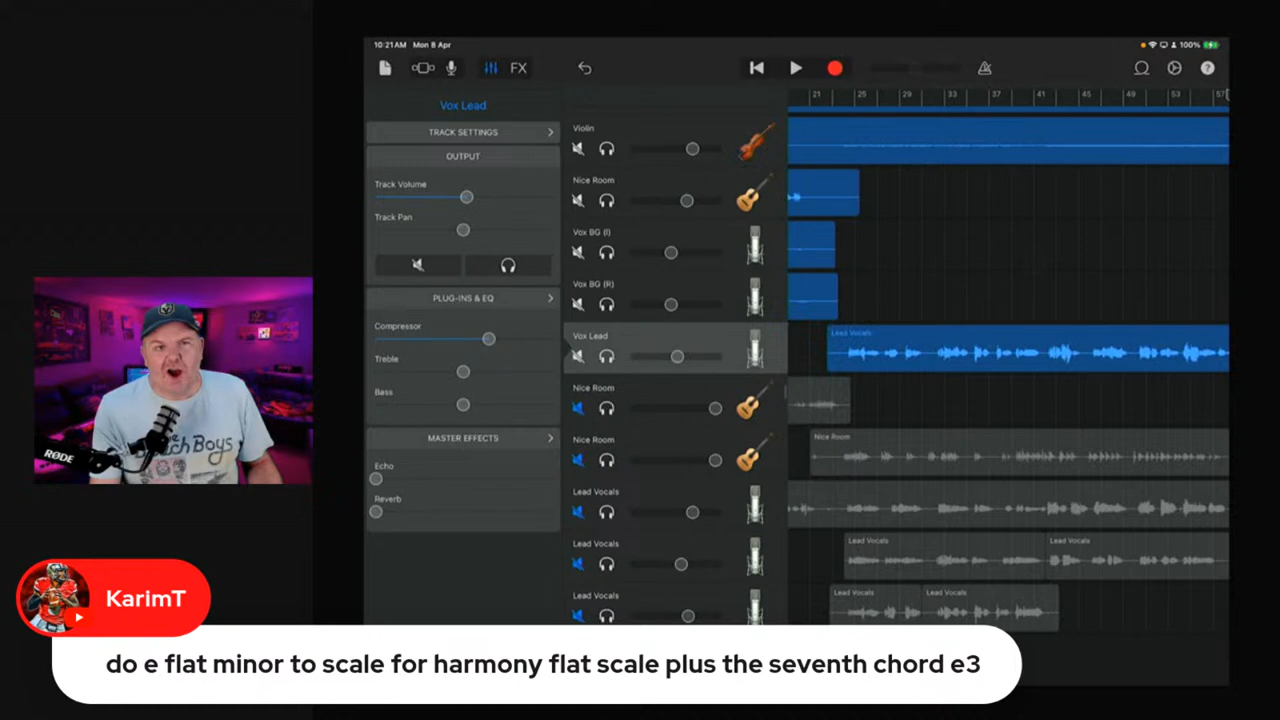 10:21AM Mon 8 Apr
100%
FX
Vox Lead
TRACK SETTINGS
OUTPUT
Track Volume
Track Pan
PLUG-INS & EQ
Compressor
Treble
Bass
MASTER EFFECTS
Echo
Reverb
21 25 29 33 37 41 45 49 53 57
Violin
Nice Room
Vox BG (l)
Vox BG (R)
Vox Lead
Lead Vocals
Nice Room
Nice Room
Nice Room
Lead Vocals
Lead Vocals
Lead Vocals
Lead Vocals
Lead Vocals
Lead Vocals
Lead Vocals
Boys
RØDE
KarimT
do e flat minor to scale for harmony flat scale plus the seventh chord e3